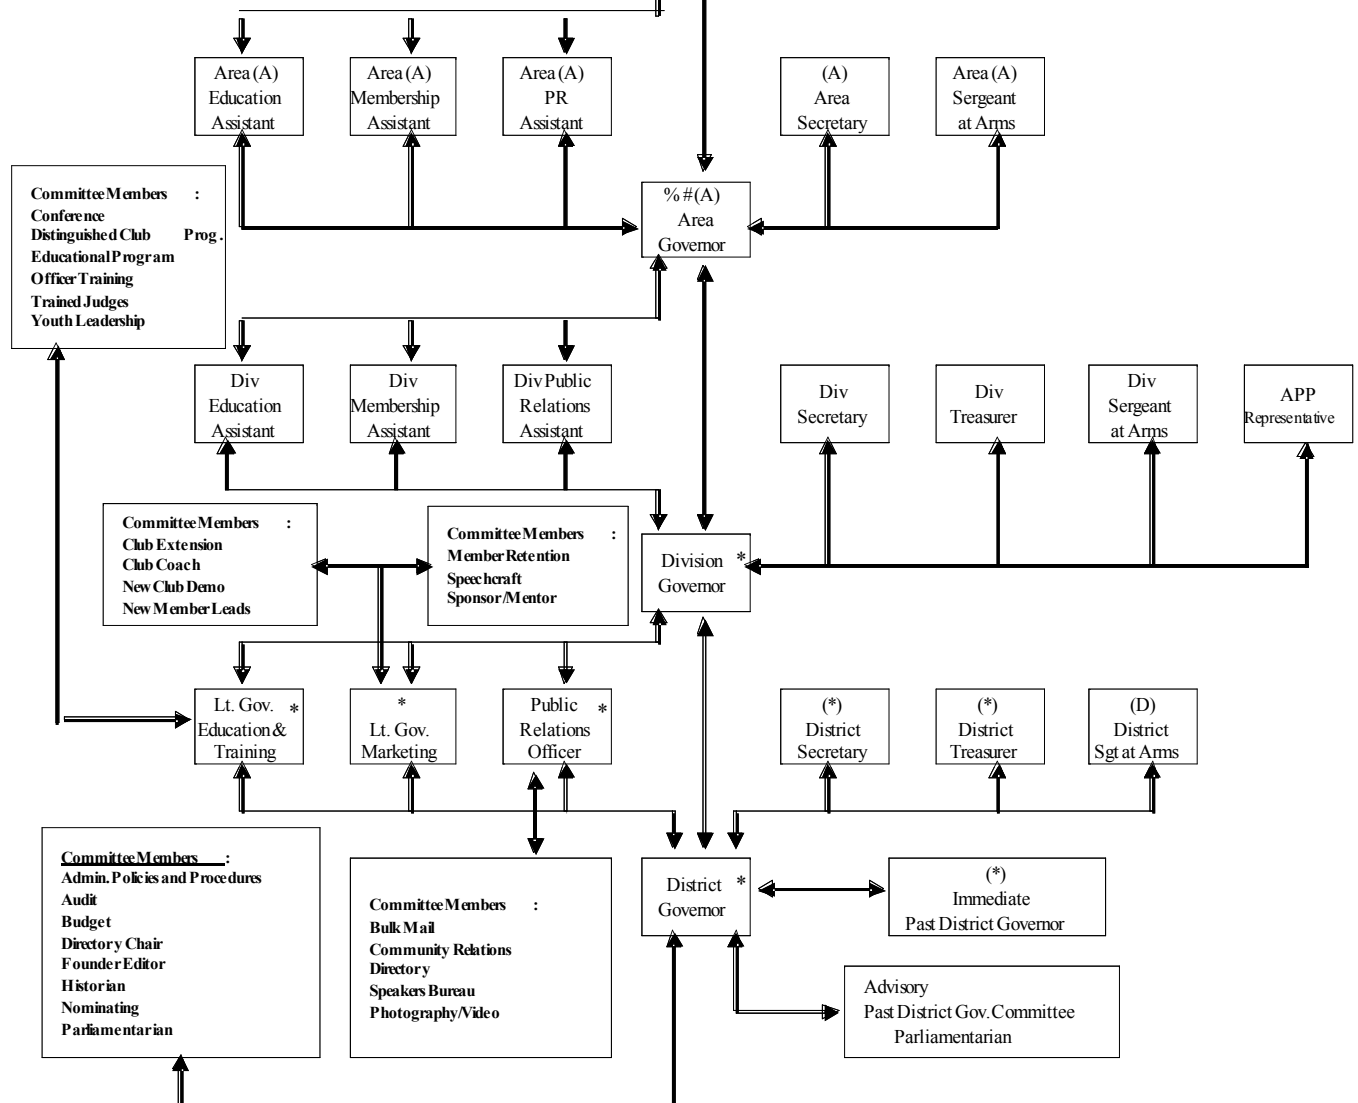 Area (A)
Education
Assistant
Area (A)
Membership
Assistant
Area (A)
PR
Assistant
(A)
Area
Secretary
Area (A)
Sergeant
at Arms
Committee Members :
Conference
Distinguished Club Prog.
Educational Program
Officer Training
Trained Judges
Youth Leadership
%#(A)
Area
Governor
Div
Education
Assistant
Div
Membership
Assistant
Div Public
Relations
Assistant
Div
Secretary
Div
Treasurer
Div
Sergeant
at Arms
APP
Representative
Committee Members :
Club Extension
Club Coach
New Club Demo
New Member Leads
Committee Members :
Member Retention
Speechcraft
Sponsor/Mentor
Division *
Governor
Lt. Gov. *
Education &
Training
*
Lt. Gov.
Marketing
Public *
Relations
Officer
(*)
District
Secretary
(*)
District
Treasurer
(D)
District
Sgt at Arms
Committee Members :
Admin. Policies and Procedures
Audit
Budget
Directory Chair
Founder Editor
Historian
Nominating
Parliamentarian
Committee Members :
Bulk Mail
Community Relations
Directory
Speakers Bureau
Photography/Video
District *
Governor
(*)
Immediate
Past District Governor
Advisory
Past District Gov. Committee
Parliamentarian